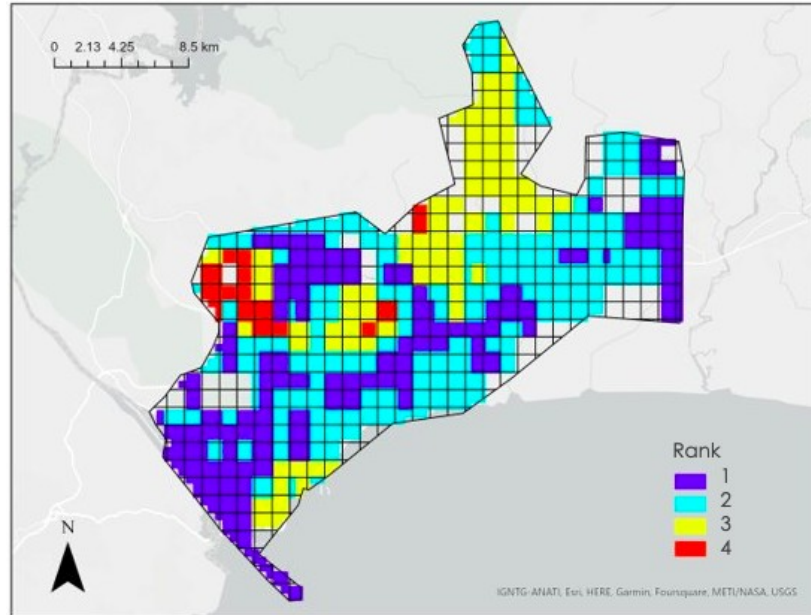 0 2.13 4.25 8.5 km
Rank
1
2
3
4
N
IGNTG-ANATI, Esri, HERE, Garmin, Foursquare, METI/NASA, USGS